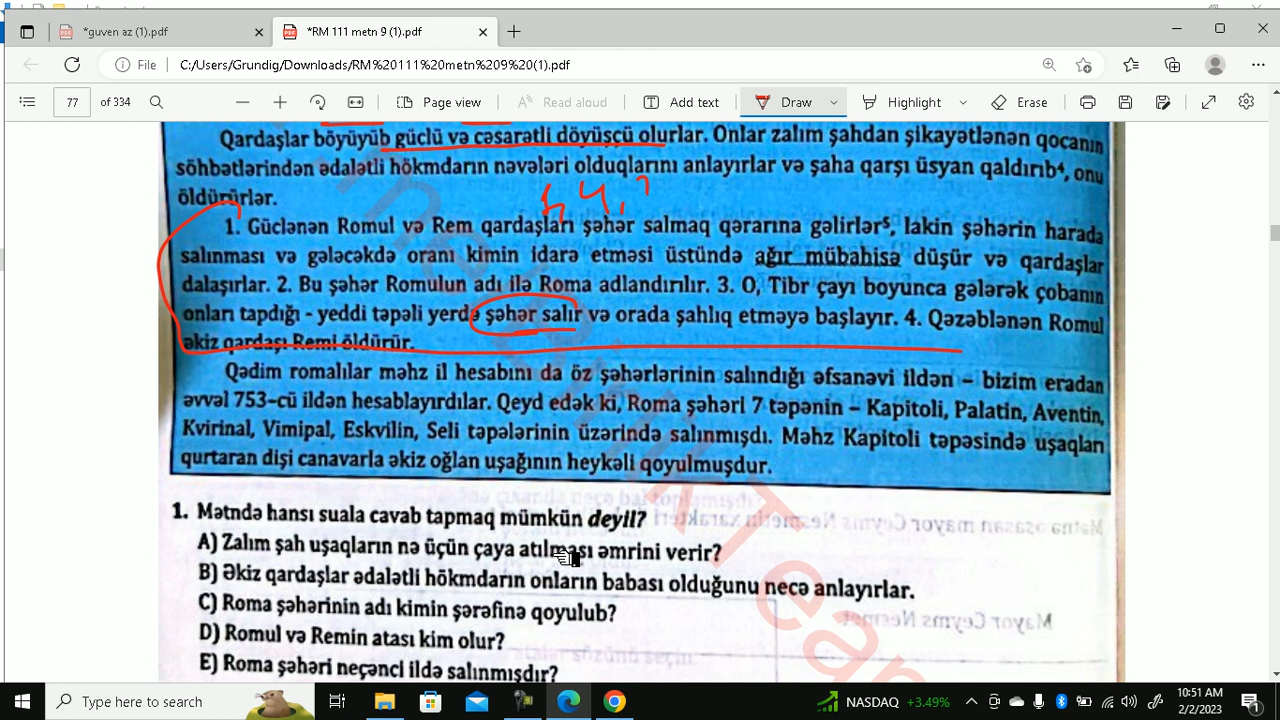 *guven az (1).pdf
*RM 111 metn 9 (1).pdf
File
C:/Users/Grundig/Downloads/RM%20111%20metn%209%20(1).pdf
77 of 334
Page view
Read aloud
Add text
Draw
Highlight
Erase
Qardaşlar böyüyüb güclü və cəsarətli döyüşçü olurlar. Onlar zalım şahdan şikayətlənən qocanın
söhbətlərindən ədalətli hökmdarın nəvələri olduqlarını anlayırlar və şaha qarşı üsyan qaldırıb⁴, onu
öldürürlər.
1. Güclənən Romul və Rem qardaşları şəhər salmaq qərarına gəlirlər⁵, lakin şəhərin harada
salınması və gələcəkdə oranı kimin idarə etməsi üstündə ağır mübahisə düşür və qardaşlar
dalaşırlar. 2. Bu şəhər Romulun adı ilə Roma adlandırılır. 3. O, Tibr çayı boyunca gələrək çobanın
onları tapdığı - yeddi təpəli yerdə şəhər salır və orada şahlıq etməyə başlayır. 4. Qəzəblənən Romul
əkiz qardaşı Remi öldürür.
Qədim romalılar məhz il hesabını da öz şəhərlərinin salındığı əfsanəvi ildən – bizim eradan
əvvəl 753-cü ildən hesablayırdılar. Qeyd edək ki, Roma şəhəri 7 təpənin – Kapitoli, Palatin, Aventin,
Kvirinal, Vimipal, Eskvilin, Seli təpələrinin üzərində salınmışdı. Məhz Kapitoli təpəsində uşaqları
qurtaran dişi canavarla əkiz oğlan uşağının heykəli qoyulmuşdur.
1. Mətndə hansı suala cavab tapmaq mümkün deyil?
A) Zalım şah uşaqların nə üçün çaya atılması əmrini verir?
B) Əkiz qardaşlar ədalətli hökmdarın onların babası olduğunu necə anlayırlar.
C) Roma şəhərinin adı kimin şərəfinə qoyulub?
D) Romul və Remin atası kim olur?
E) Roma şəhəri neçənci ildə salınmışdır?
Type here to search
NASDAQ +3.49%
10:51 AM
2/2/2023